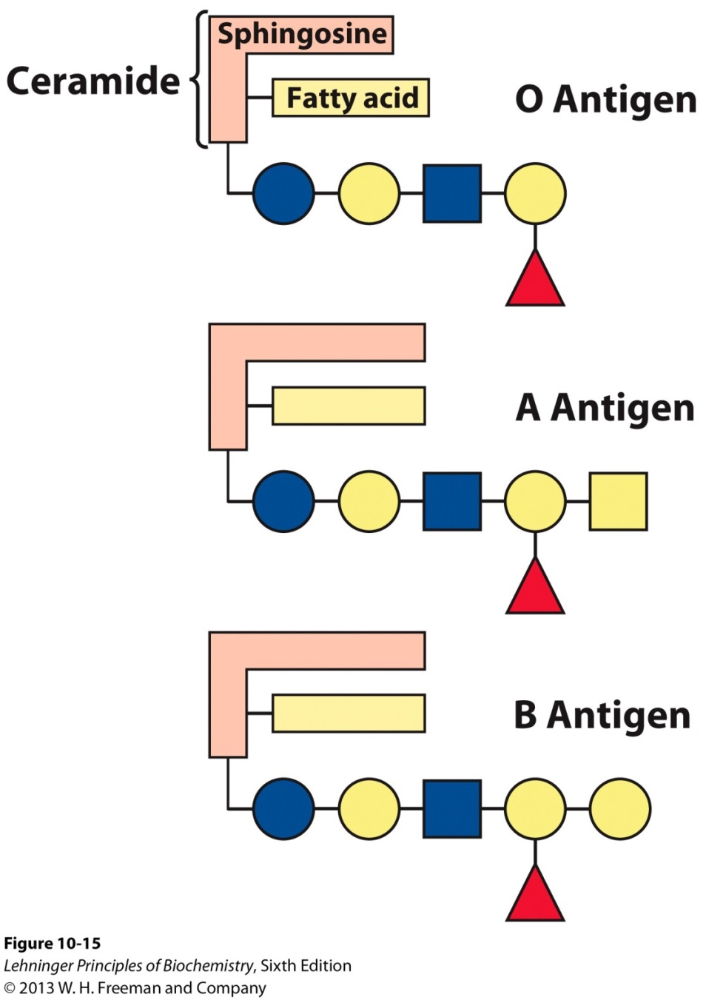 Sphingosine
Ceramide
Fatty acid
O Antigen
A Antigen
B Antigen
Figure 10-15
Lehninger Principles of Biochemistry, Sixth Edition
© 2013 W. H. Freeman and Company